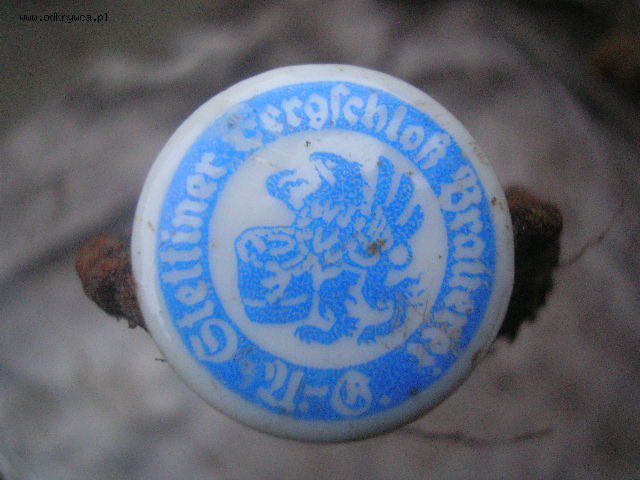 www.odkrywca.pl
Stettiner Bergschloß Brauerei